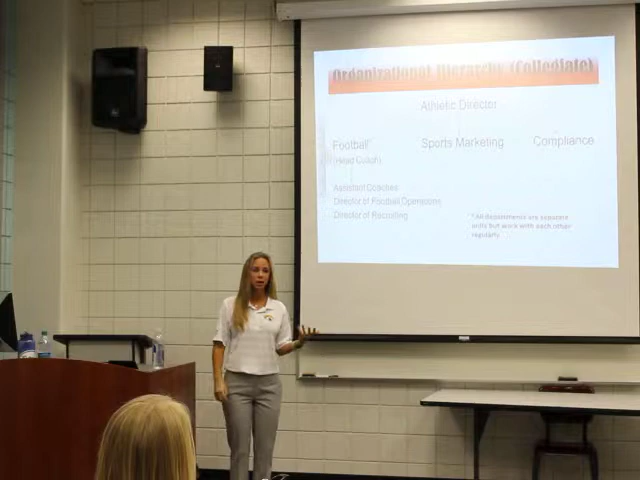 Organizational Hierarchy (Collegiate)
Athletic Director
Football* Sports Marketing Compliance
(Head Coach)
Assistant Coaches
Director of Football Operations
Director of Recruiting
* All Departments are separate
units but work with each other
regularly